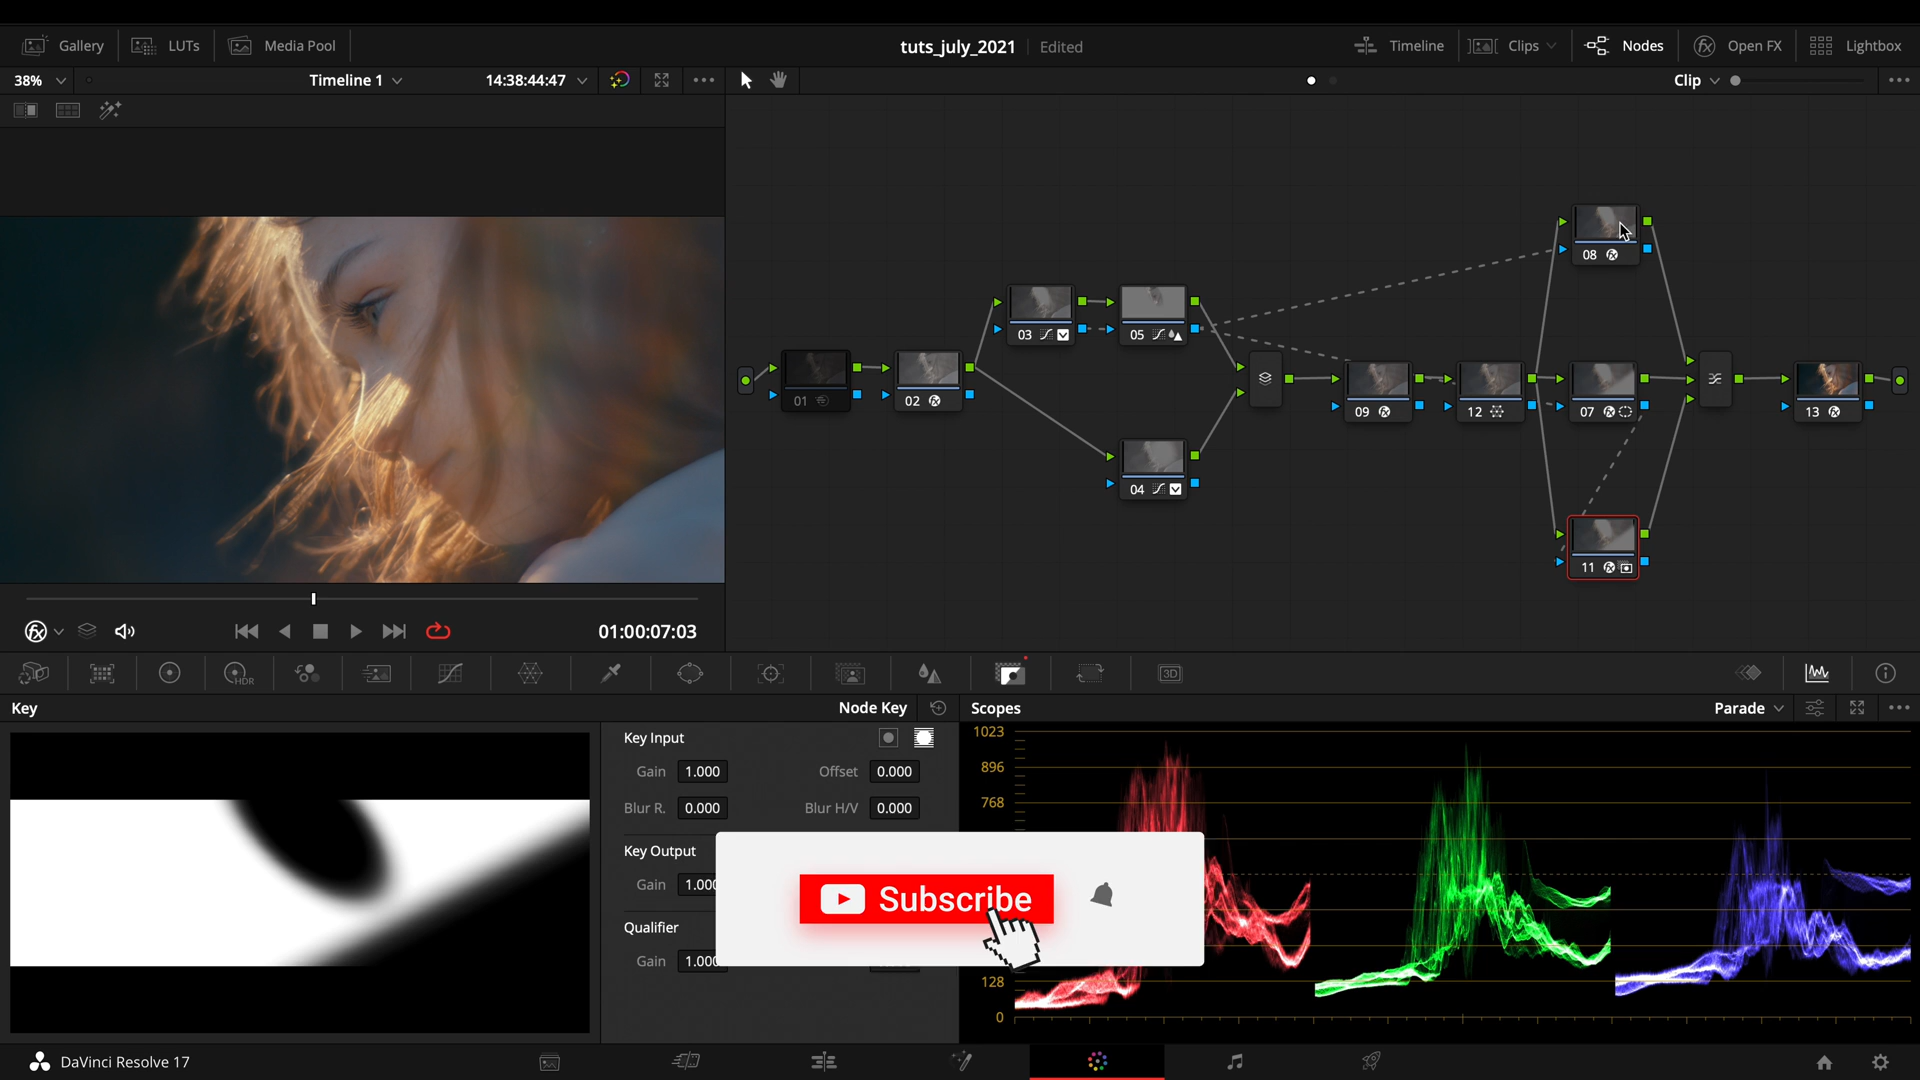 Gallery LUTs Media Pool tuts_july_2021 Edited Timeline Clips Nodes Open FX Lightbox
38% Timeline 1 14:38:44:47 Clip
08
03 05
01 02 09 12 07 13
04
11
01:00:07:03
HDR 3D
Key Node Key Scopes Parade
Key Input 1023
Gain 1.000 Offset 0.000 896
Blur R. 0.000 Blur H/V 0.000 768
Key Output
Gain 1.000
Subscribe
Qualifier
Gain 1.000
128
0
DaVinci Resolve 17